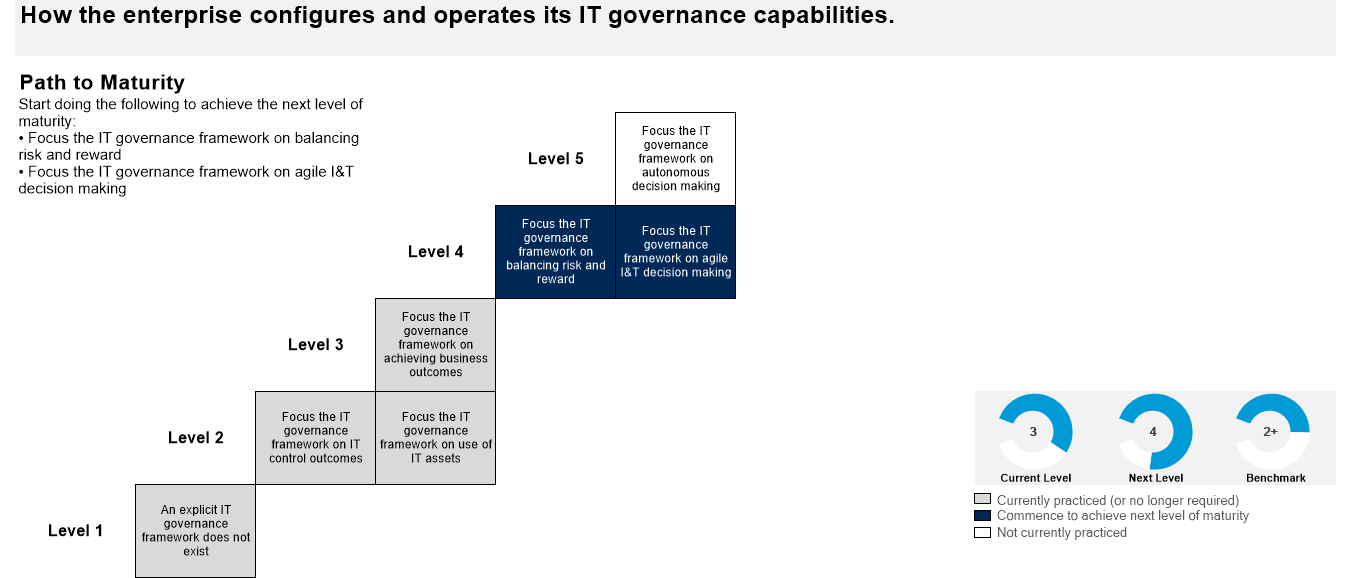 How the enterprise configures and operates its IT governance capabilities.
Path to Maturity
Start doing the following to achieve the next level of
maturity:
• Focus the IT governance framework on balancing
risk and reward
• Focus the IT governance framework on agile I&T
decision making
Level 5
Focus the IT
governance
framework on
autonomous
decision making
Level 4
Focus the IT
governance
framework on
balancing risk and
reward
Focus the IT
governance
framework on agile
I&T decision making
Level 3
Focus the IT
governance
framework on
achieving business
outcomes
Level 2
Focus the IT
governance
framework on IT
control outcomes
Focus the IT
governance
framework on use of
IT assets
Level 1
An explicit IT
governance
framework does not
exist
3
Current Level
4
Next Level
2+
Benchmark
Currently practiced (or no longer required)
Commence to achieve next level of maturity
Not currently practiced